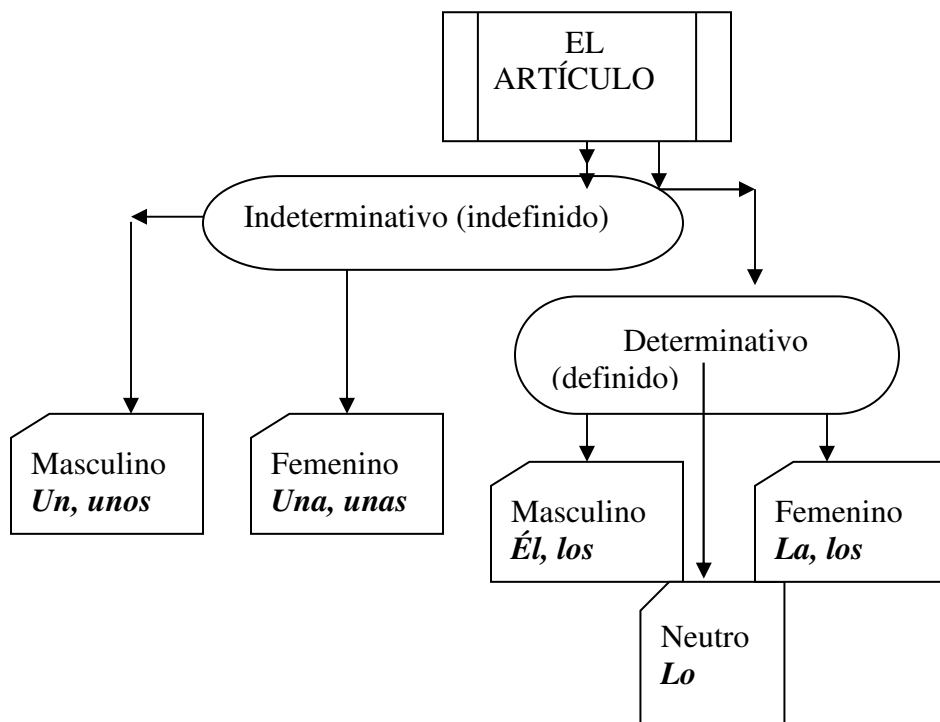 EL
ARTÍCULO
Indeterminativo (indefinido)
Determinativo
(definido)
Masculino
Un, unos
Femenino
Una, unas
Masculino
Él, los
Femenino
La, los
Neutro
Lo